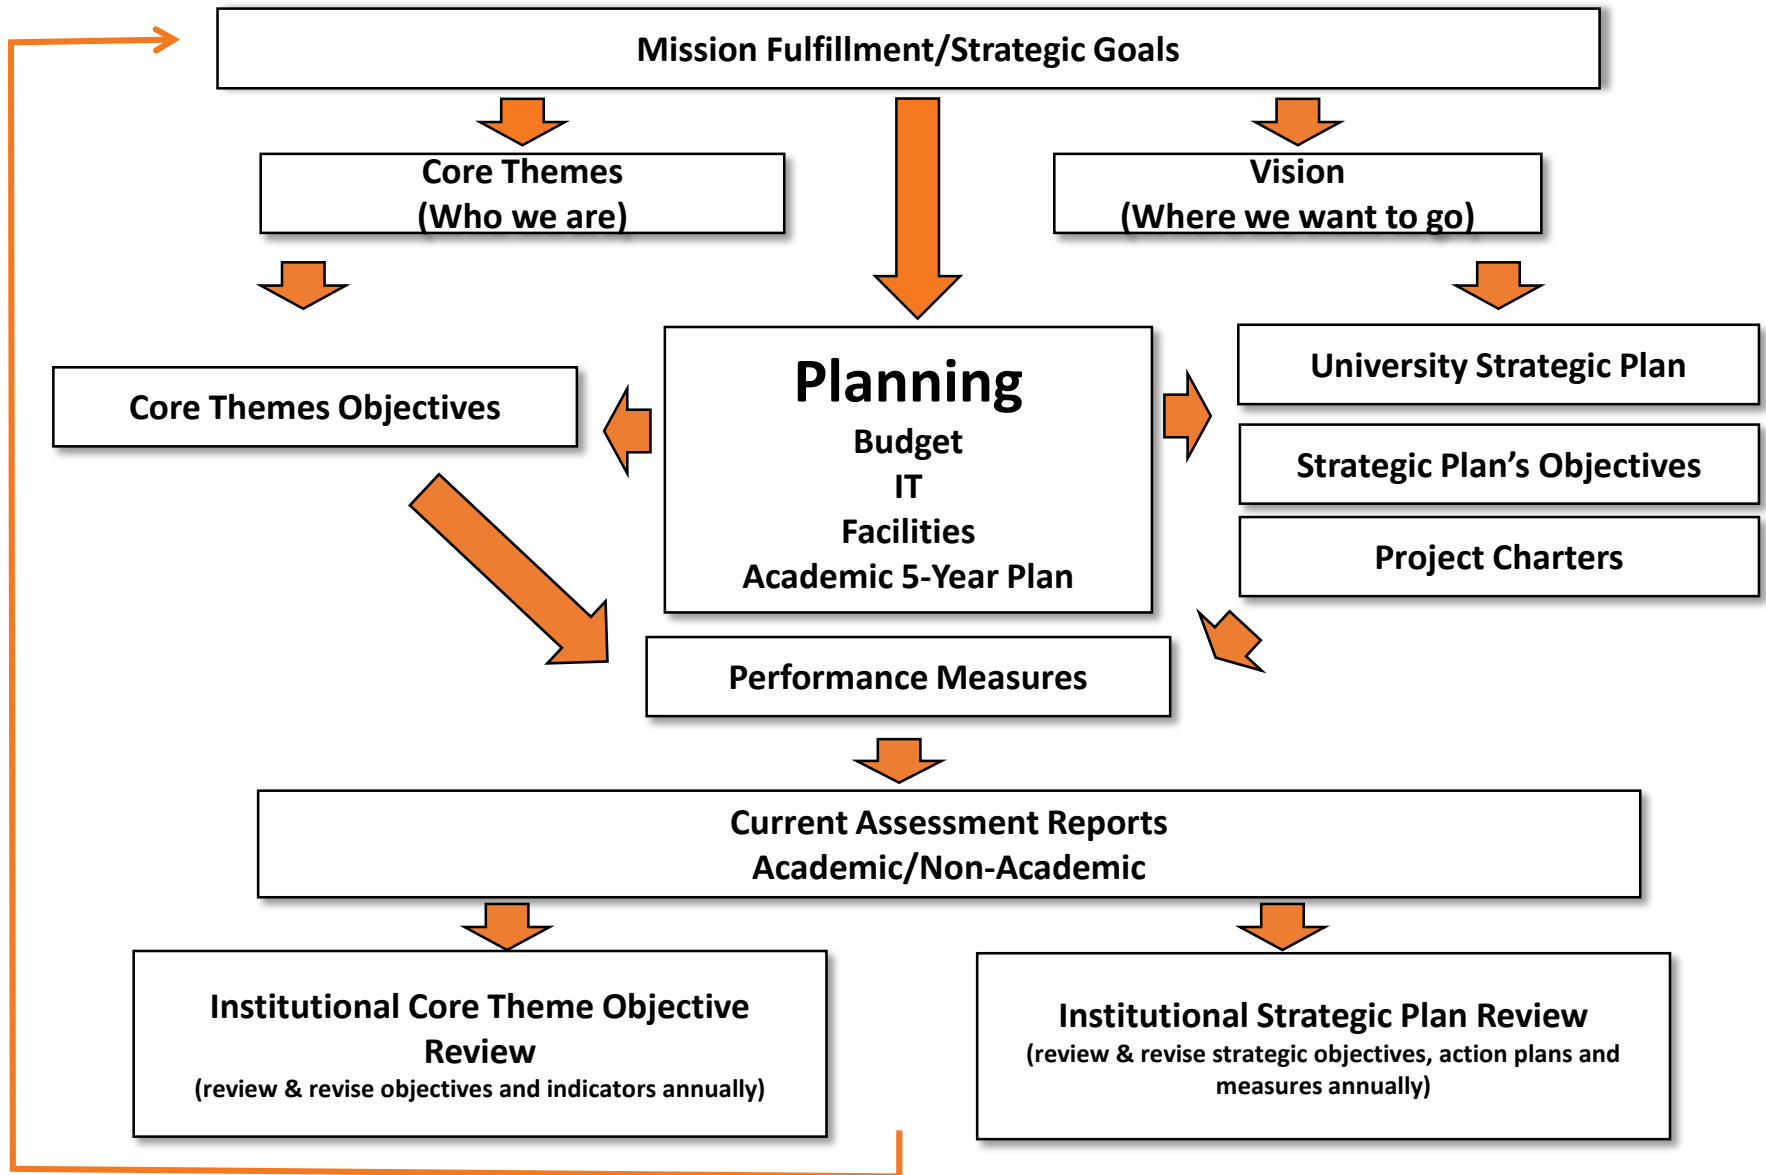 Mission Fulfillment/Strategic Goals
Core Themes
(Who we are)
Vision
(Where we want to go)
Core Themes Objectives
Planning
Budget
IT
Facilities
Academic 5-Year Plan
University Strategic Plan
Strategic Plan’s Objectives
Project Charters
Performance Measures
Current Assessment Reports
Academic/Non-Academic
Institutional Core Theme Objective
Review
(review & revise objectives and indicators annually)
Institutional Strategic Plan Review
(review & revise strategic objectives, action plans and
measures annually)